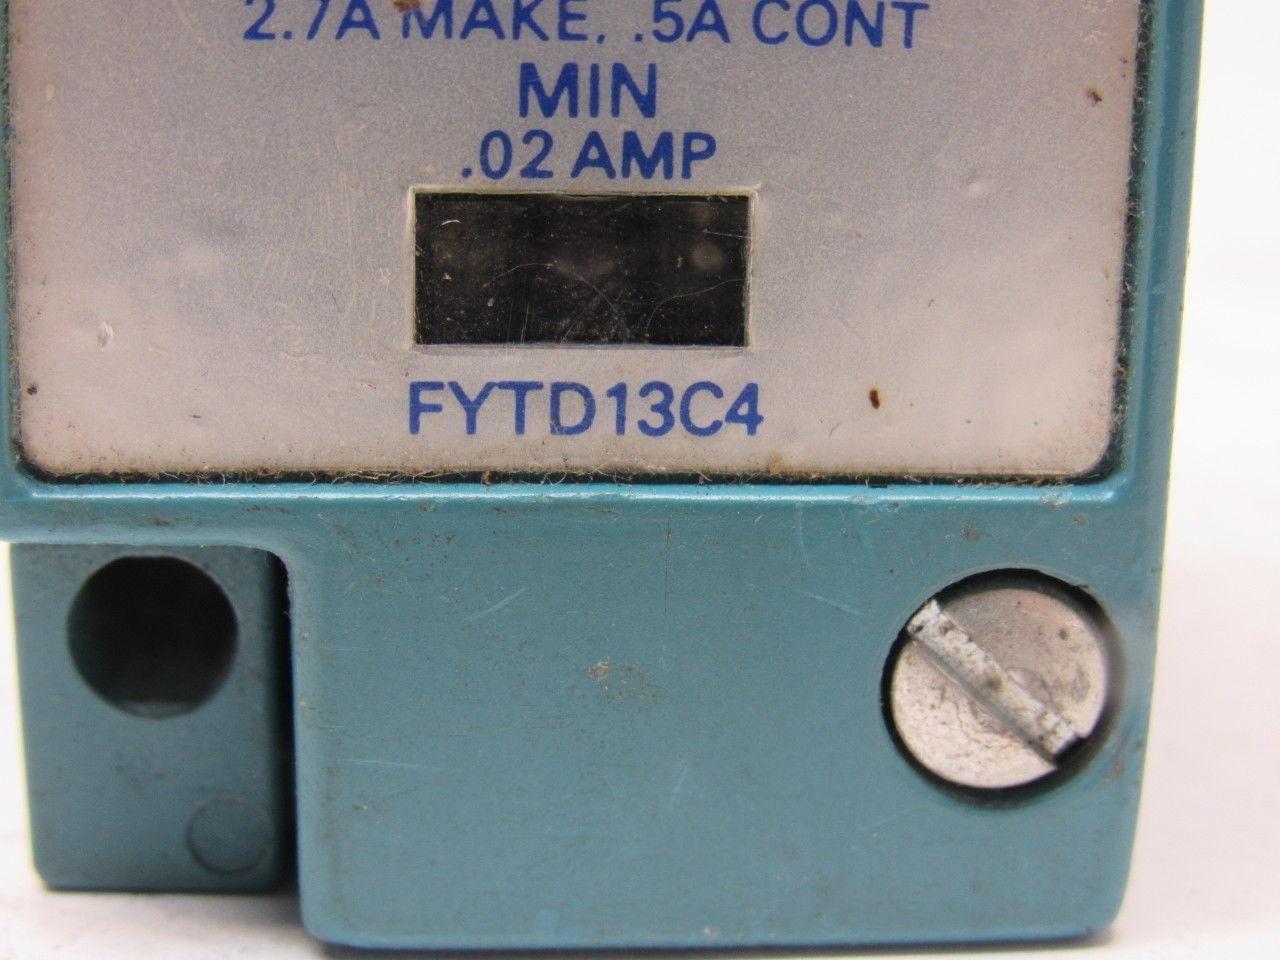 2.7A MAKE. .5A CONT
MIN
.02 AMP
FYTD13C4